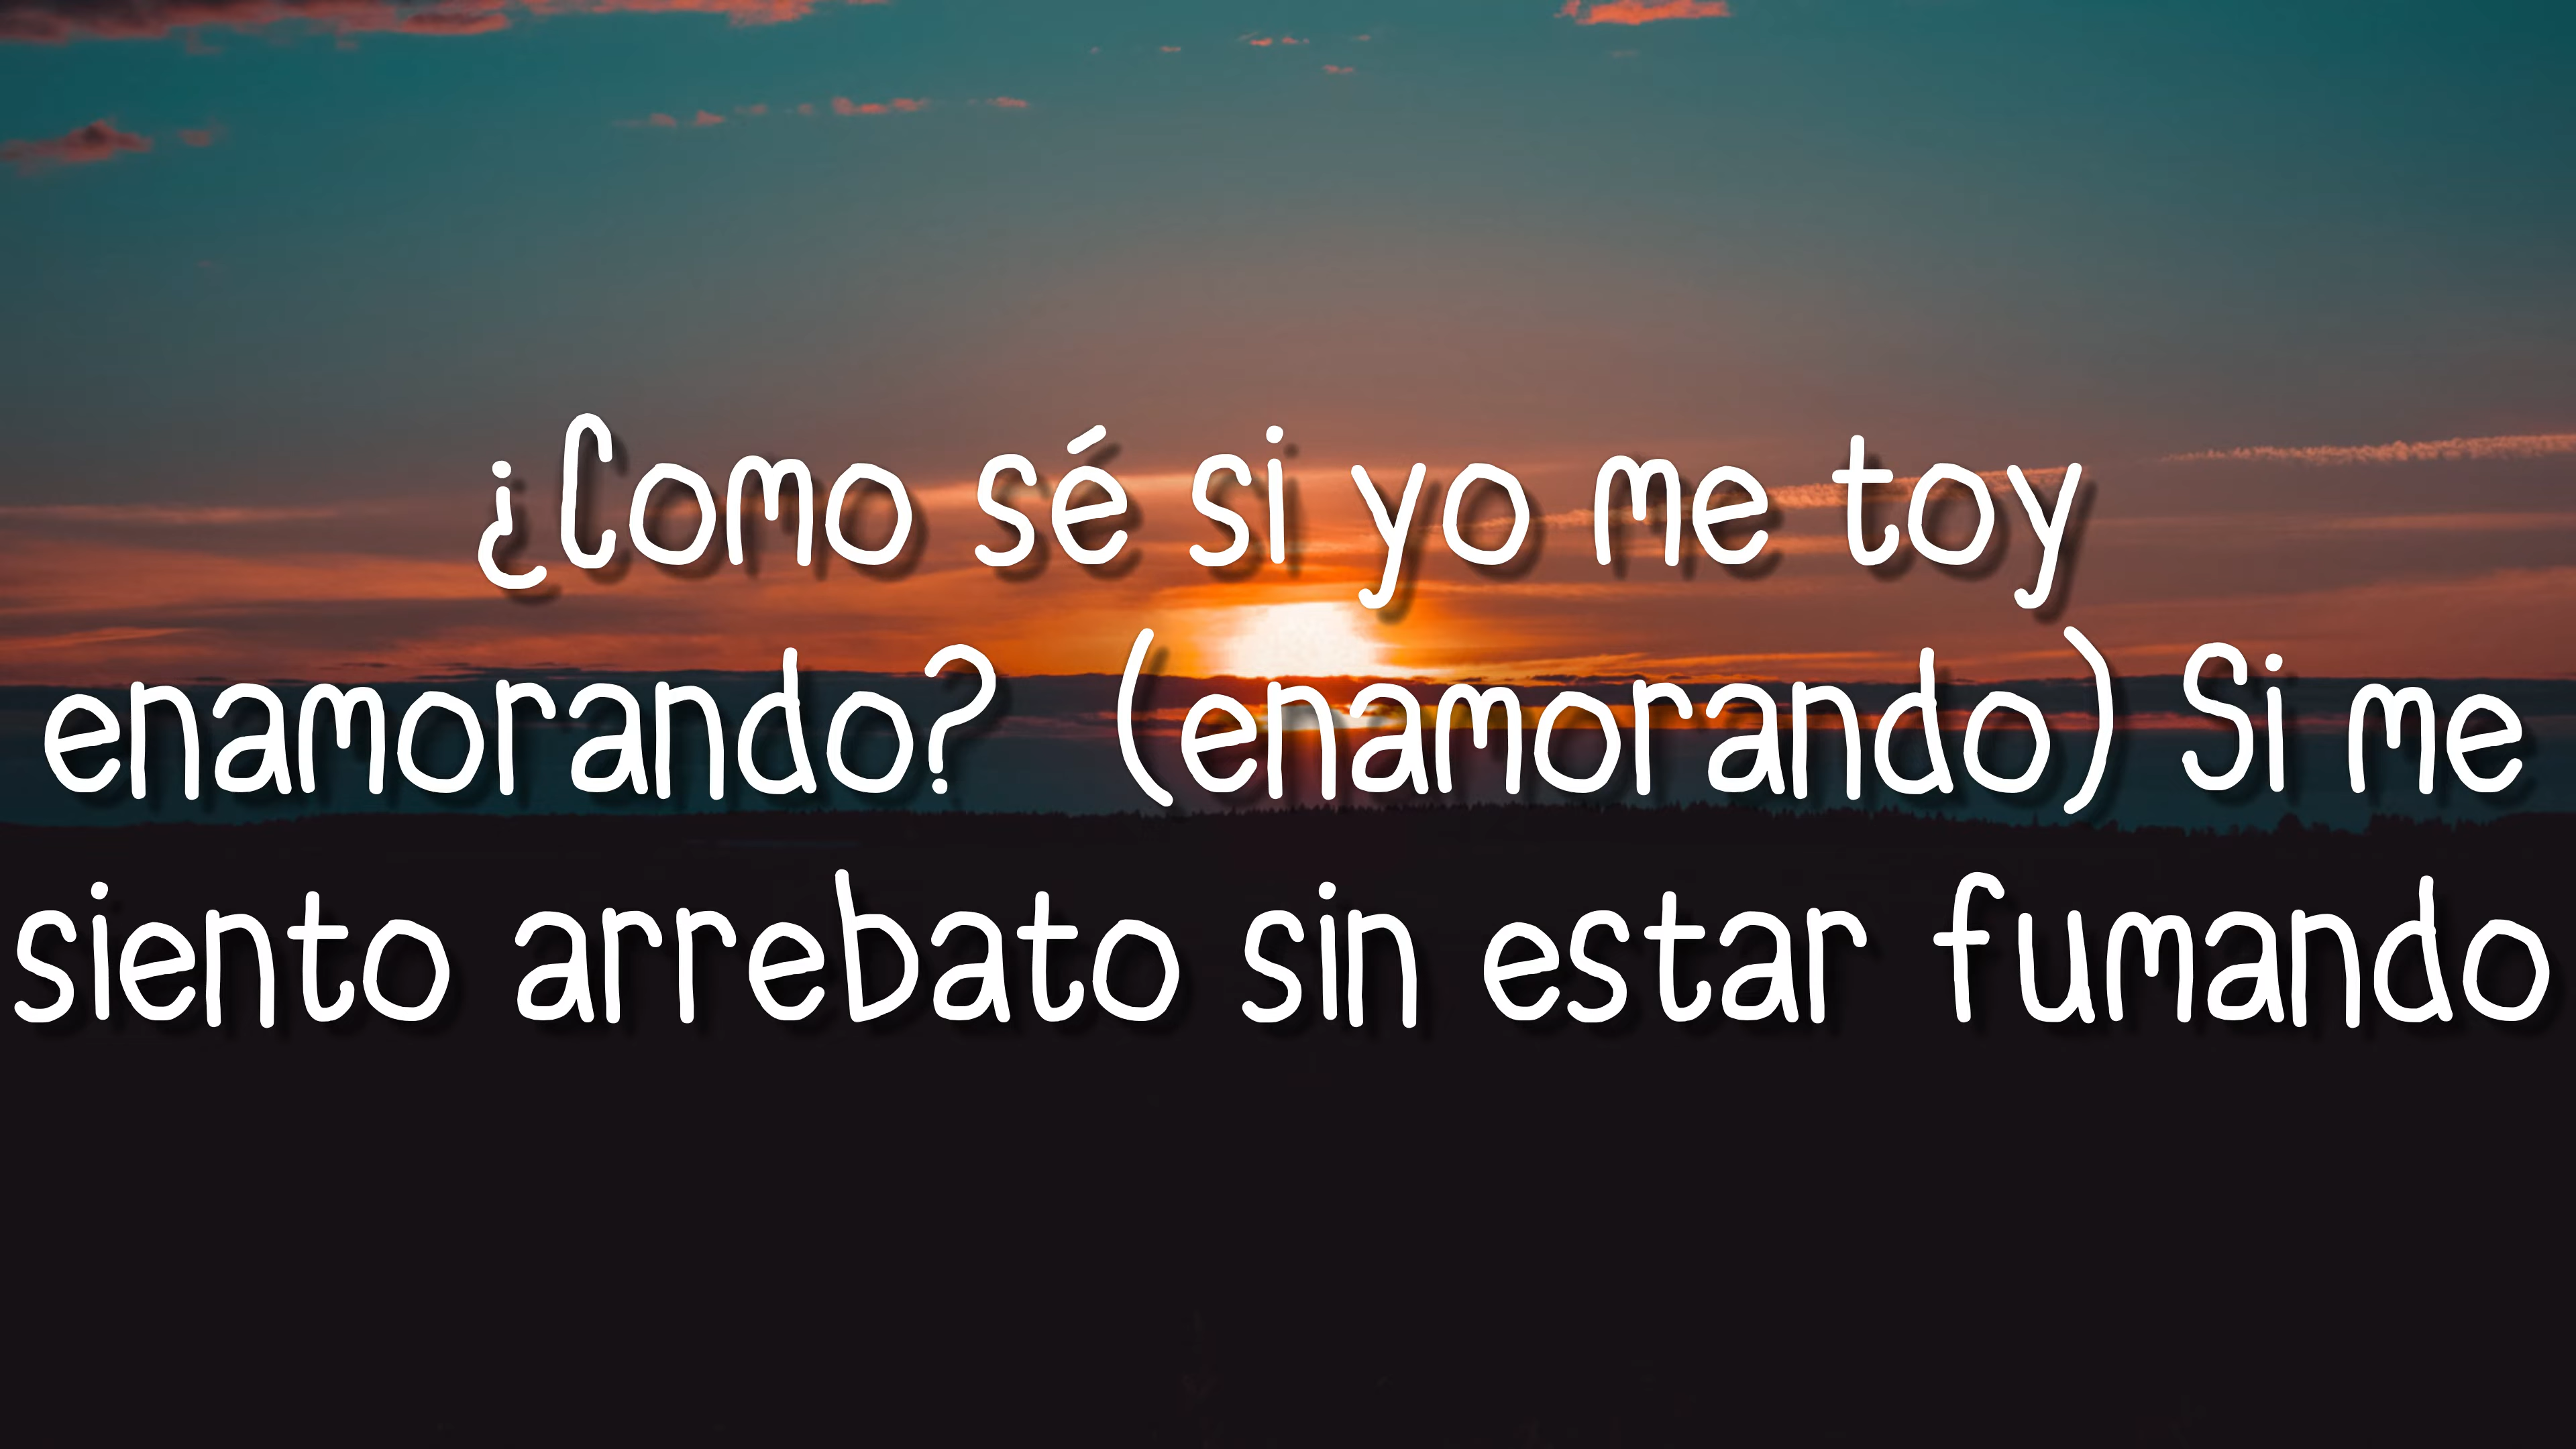 ¿Como sé si yo me toy
enamorando? (enamorando) Si me
siento arrebato sin estar fumando